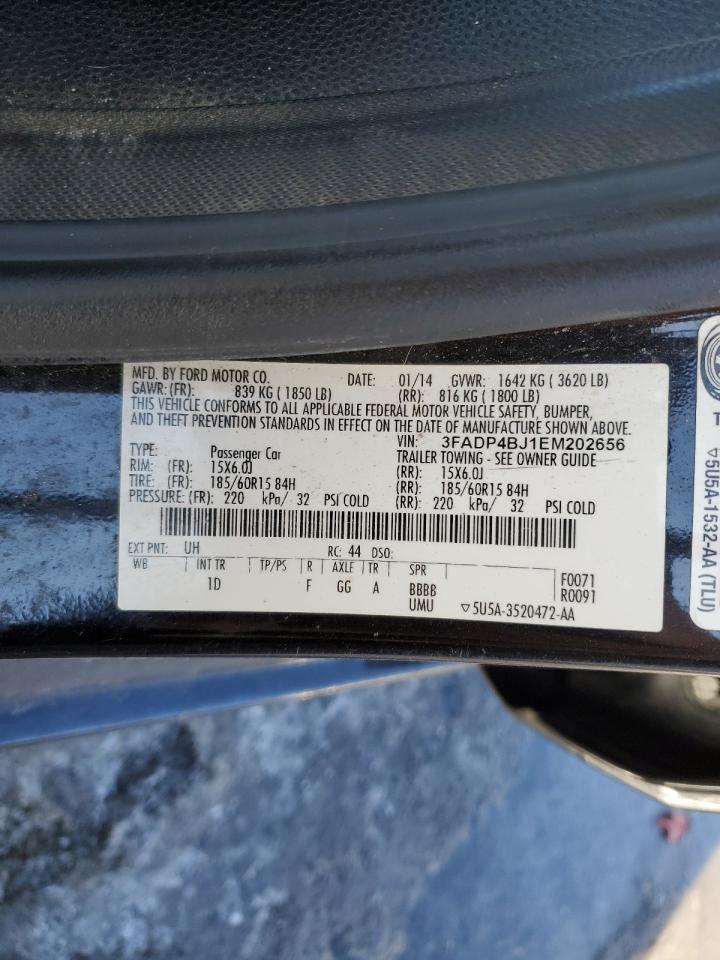 MFD. BY FORD MOTOR CO. DATE: 01/14 GVWR: 1642 KG ( 3620 LB)
GAWR: (FR): 839 KG ( 1850 LB) (RR): 816 KG ( 1800 LB)
THIS VEHICLE CONFORMS TO ALL APPLICABLE FEDERAL MOTOR VEHICLE SAFETY, BUMPER,
AND THEFT PREVENTION STANDARDS IN EFFECT ON THE DATE OF MANUFACTURE SHOWN ABOVE.
VIN: 3FADP4BJ1EM202656
TYPE: Passenger Car TRAILER TOWING - SEE OWNER GUIDE
RIM: (FR): 15X6.0J (RR): 15X6.0J
TIRE: (FR): 185/60R15 84H (RR): 185/60R15 84H
PRESSURE: (FR): 220 kPa/ 32 PSI COLD (RR): 220 kPa/ 32 PSI COLD
EXT PNT: UH RC: 44 DSO:
WB INT TR TP/PS R AXLE TR SPR F0071
1D F GG A BBBB R0091
UMU ▽5U5A-3520472-AA
▽5U5A-1532-AA (TLU)